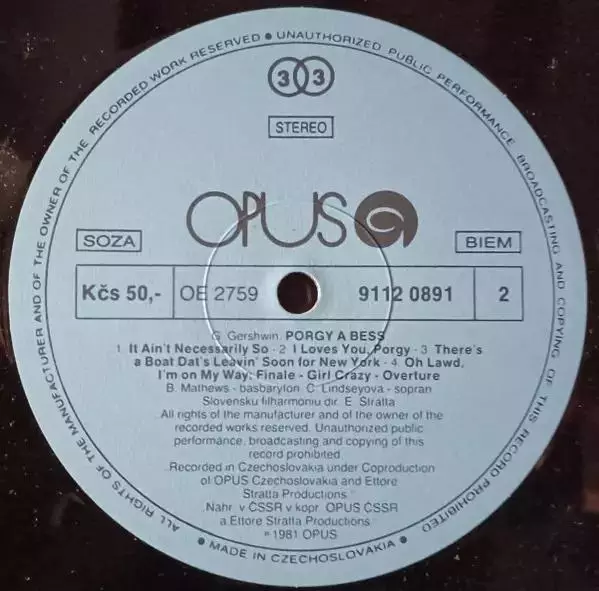 ALL RIGHTS OF THE MANUFACTURER AND OF THE OWNER OF THE RECORDED WORK RESERVED ● UNAUTHORIZED PUBLIC PERFORMANCE BROADCASTING AND COPYING OF THIS RECORD PROHIBITED
33
STEREO
OPUS
SOZA
BIEM
Kčs 50,- OE 2759 9112 0891 2
G. Gershwin: PORGY A BESS
1 It Ain't Necessarily So - 2 I Loves You, Porgy - 3 There's
a Boat Dat's Leavin' Soon for New York - 4 Oh Lawd,
I'm on My Way: Finale - Girl Crazy - Overture
B. Mathews - basbaryton C. Lindseyova - soprán
Slovenskú filharmóniu dir. E. Stratta
All rights of the manufacturer and of the owner of the
recorded works reserved. Unauthorized public
performance, broadcasting and copying of this
record prohibited
Recorded in Czechoslovakia under Coproduction
of OPUS Czechoslovakia and Ettore
Stratta Productions
Nahr. v ČSSR v kopr. OPUS ČSSR
a Ettore Stratta Productions
℗ 1981 OPUS
● MADE IN CZECHOSLOVAKIA ●